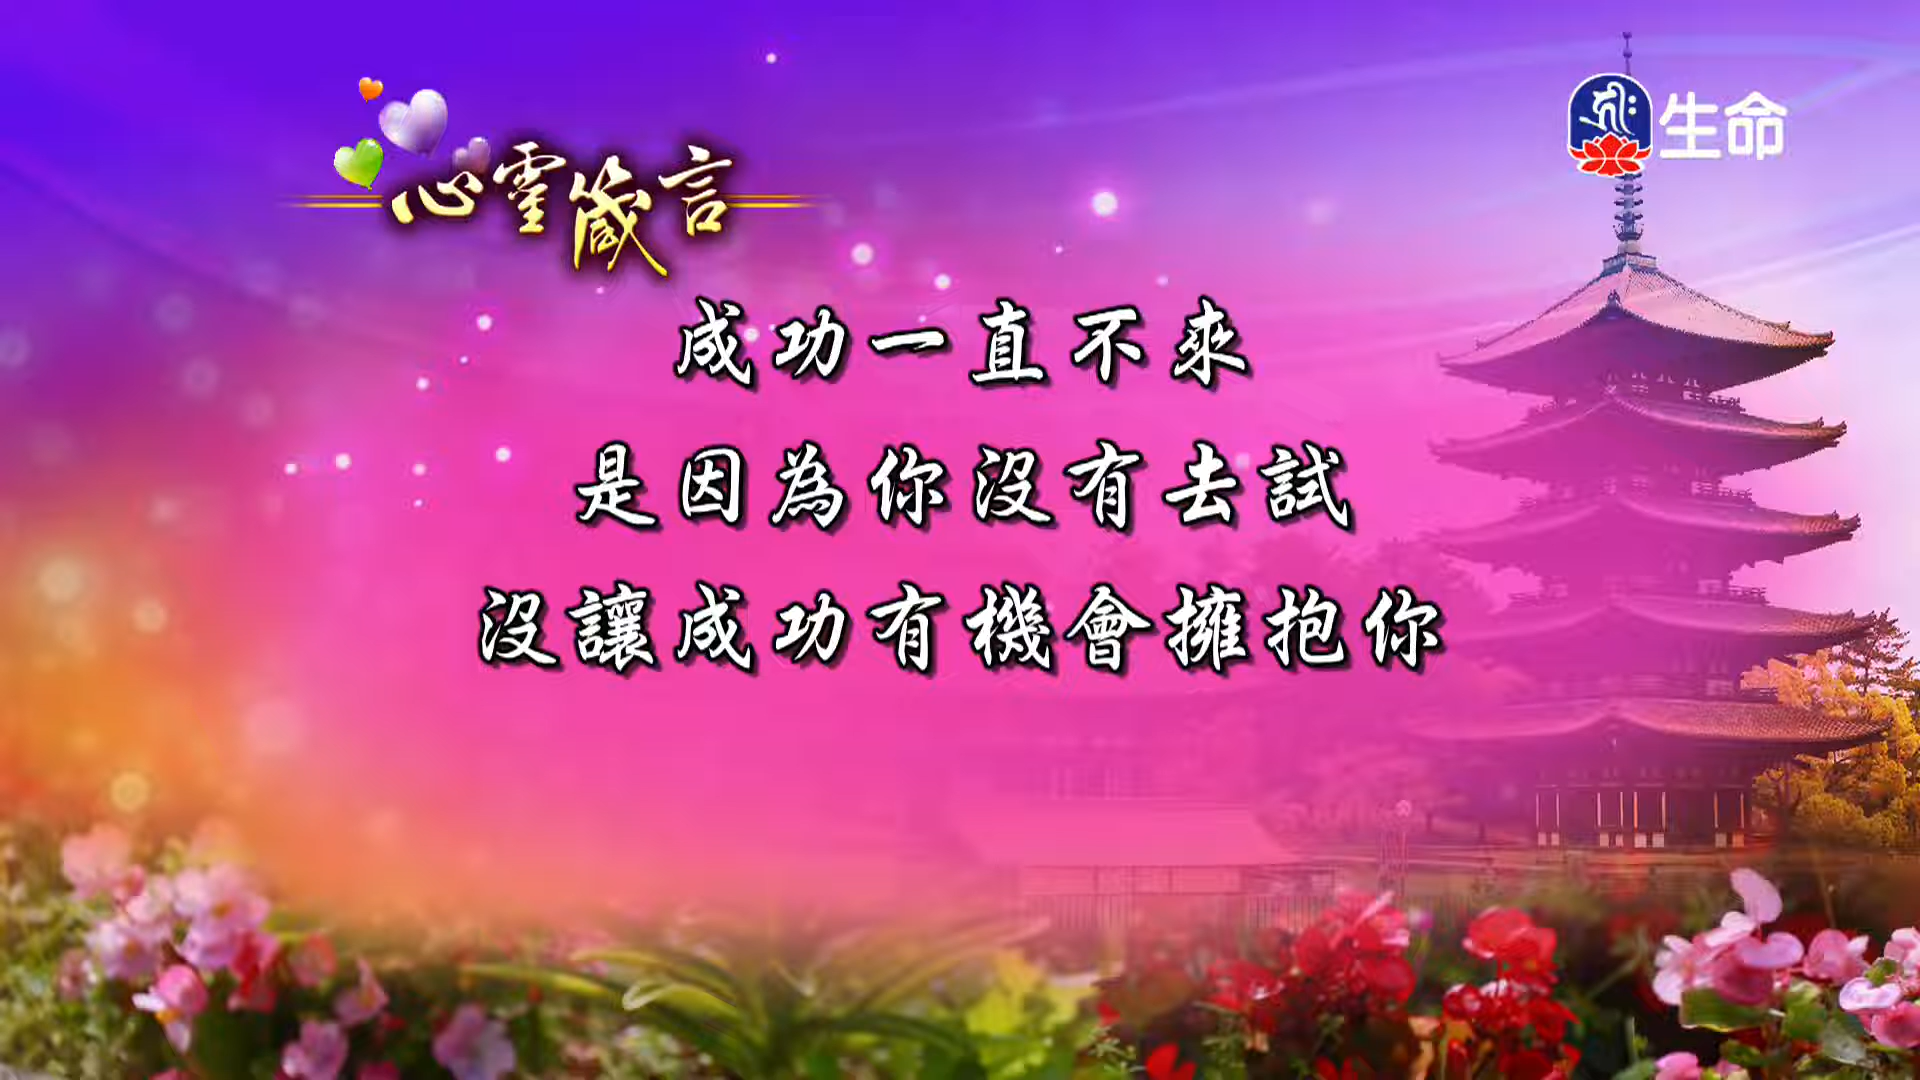 心靈箴言
生命
成功一直不來
是因為你沒有去試
沒讓成功有機會擁抱你